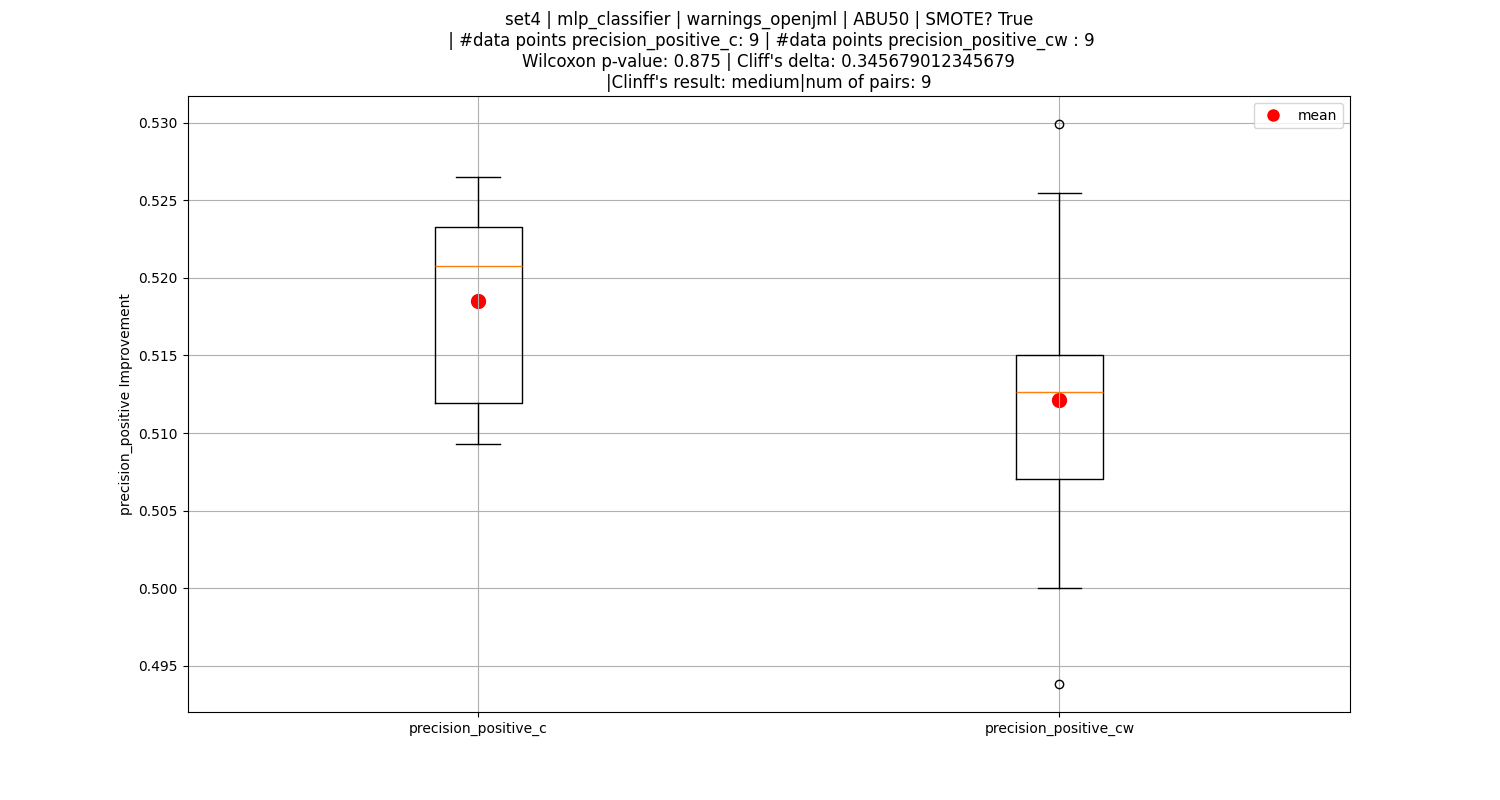 set4 | mlp_classifier | warnings_openjml | ABU50 | SMOTE? True
| #data points precision_positive_c: 9 | #data points precision_positive_cw : 9
Wilcoxon p-value: 0.875 | Cliff's delta: 0.345679012345679
|Clinff's result: medium|num of pairs: 9
mean
0.530
0.525
0.520
0.515
0.510
0.505
0.500
0.495
precision_positive Improvement
precision_positive_c
precision_positive_cw